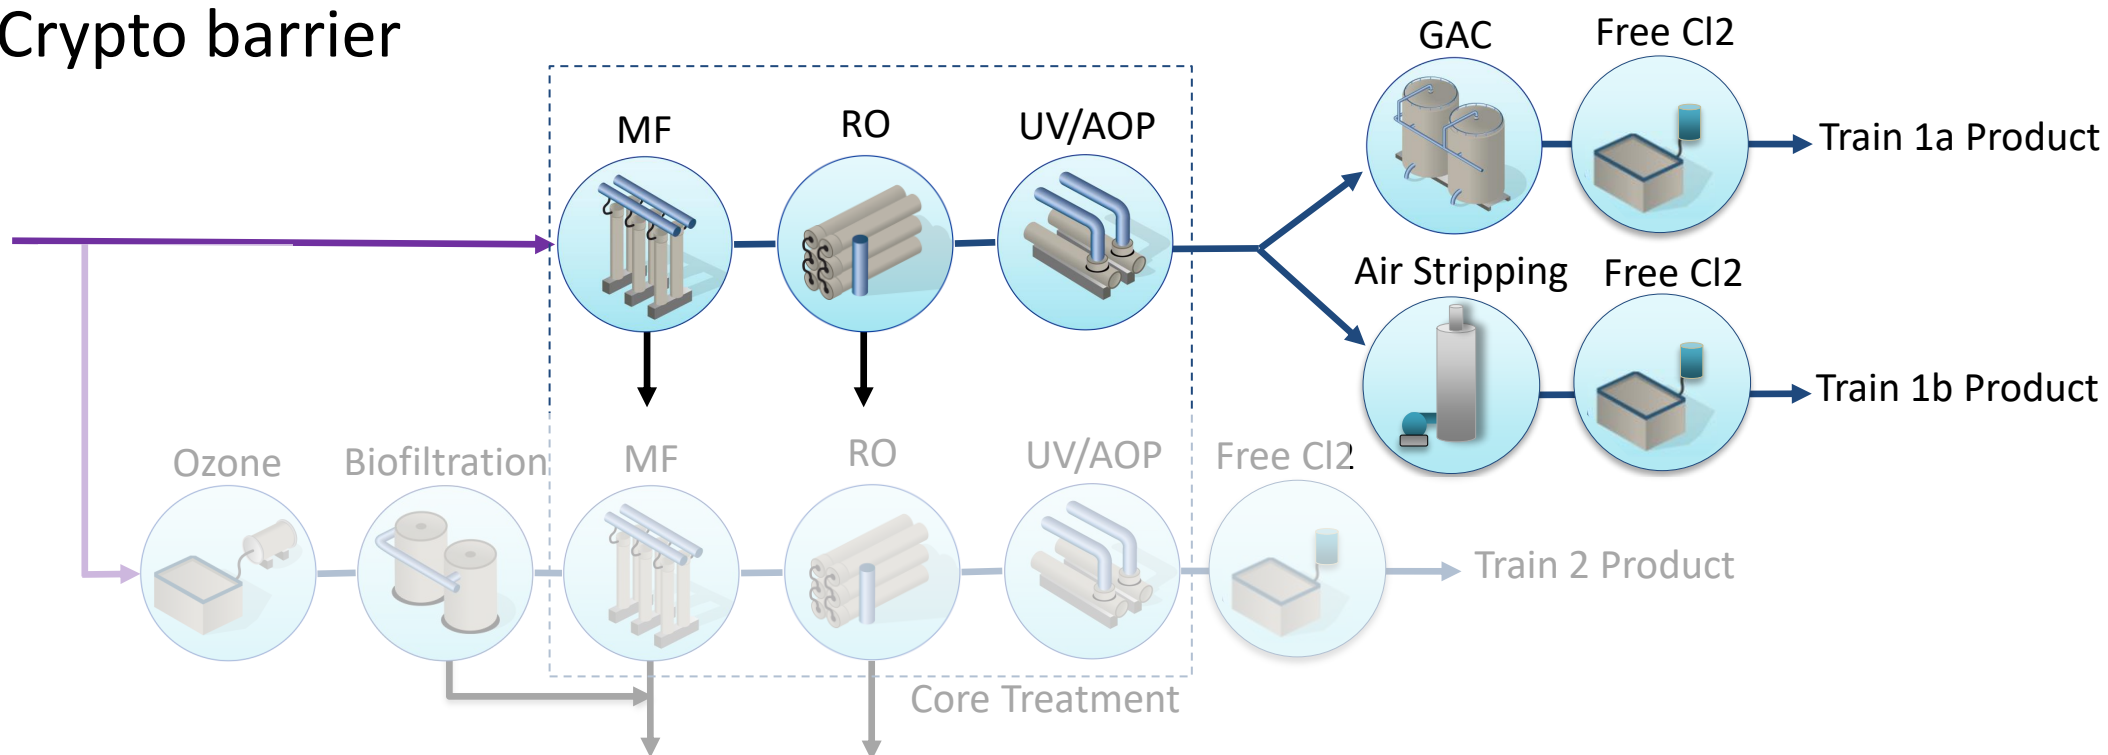 Crypto barrier
GAC
Free Cl2
MF
RO
UV/AOP
Train 1a Product
Air Stripping
Free Cl2
Train 1b Product
Ozone
Biofiltration
MF
RO
UV/AOP
Free Cl2
Train 2 Product
Core Treatment